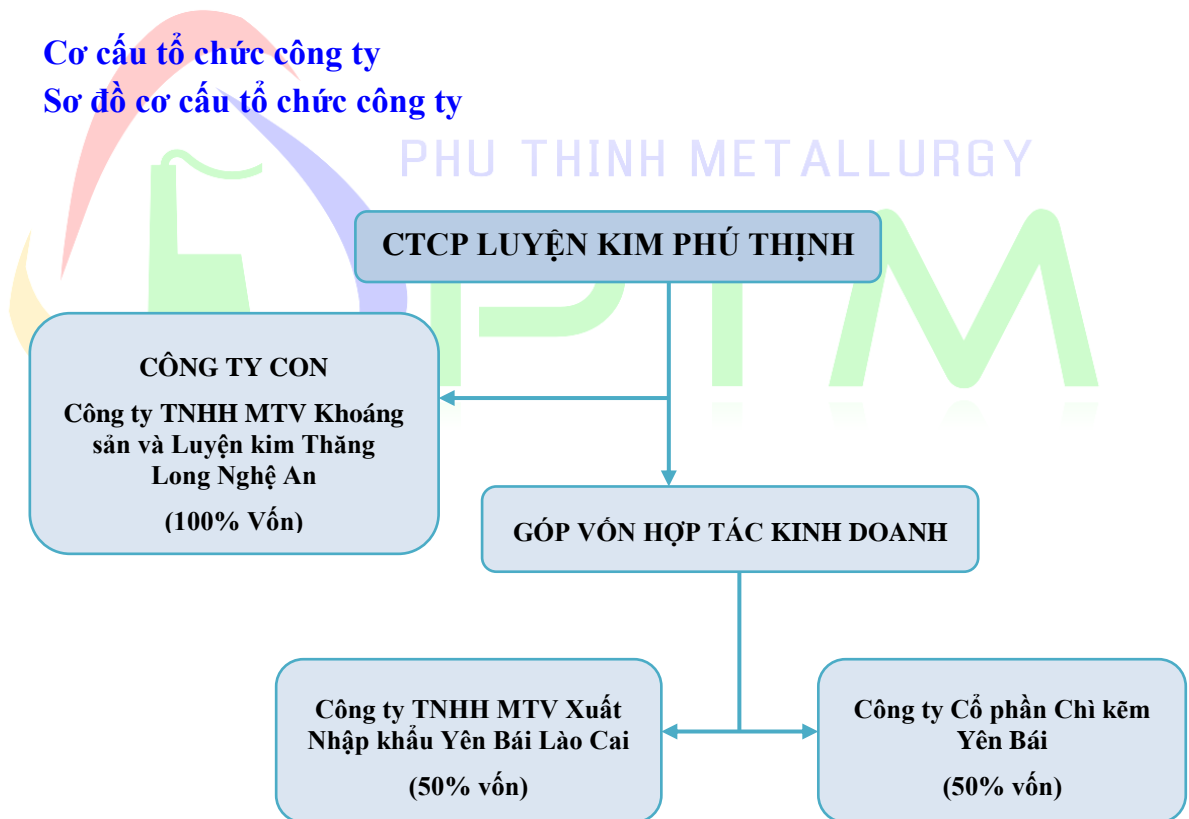 Cơ cấu tổ chức công ty
Sơ đồ cơ cấu tổ chức công ty
PHU THINH METALLURGY
PTM
CTCP LUYỆN KIM PHÚ THỊNH
CÔNG TY CON
Công ty TNHH MTV Khoáng
sản và Luyện kim Thăng
Long Nghệ An
(100% Vốn)
GÓP VỐN HỢP TÁC KINH DOANH
Công ty TNHH MTV Xuất
Nhập khẩu Yên Bái Lào Cai
(50% vốn)
Công ty Cổ phần Chì kẽm
Yên Bái
(50% vốn)